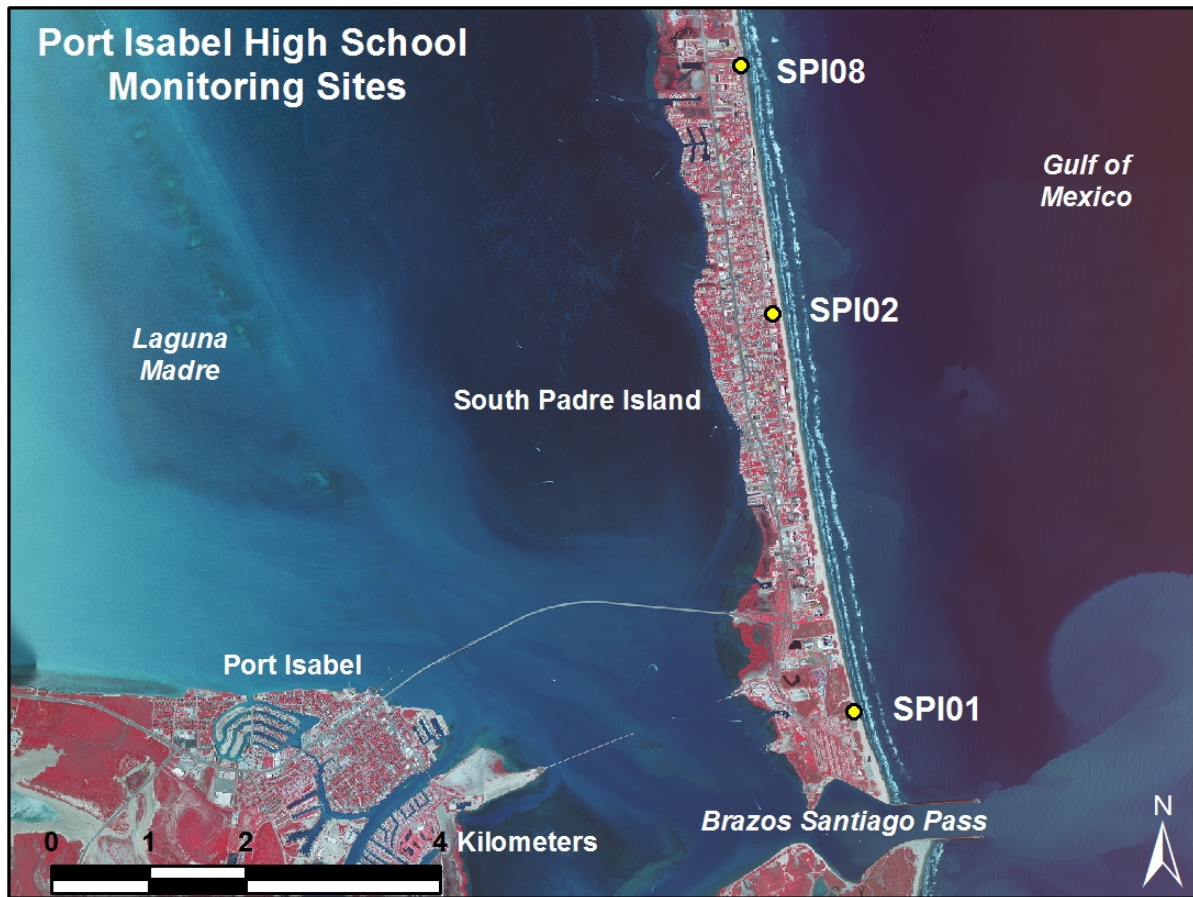 Port Isabel High School
Monitoring Sites
SPI08
Gulf of
Mexico
SPI02
Laguna
Madre
South Padre Island
Port Isabel
SPI01
Brazos Santiago Pass
N
0 1 2 4 Kilometers